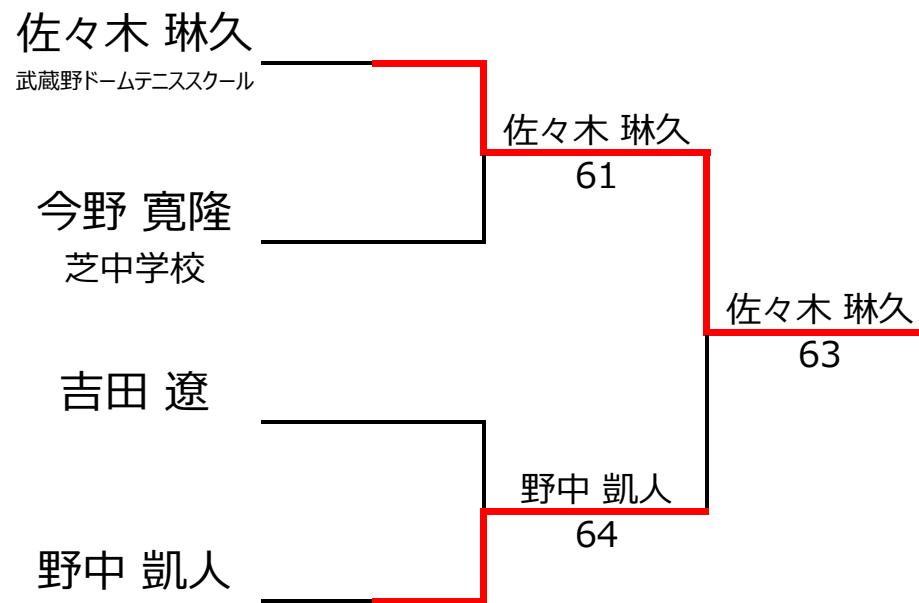 佐々木 琳久
武蔵野ドームテニススクール
佐々木 琳久
61
今野 寛隆
芝中学校
佐々木 琳久
63
吉田 遼
野中 凱人
64
野中 凱人